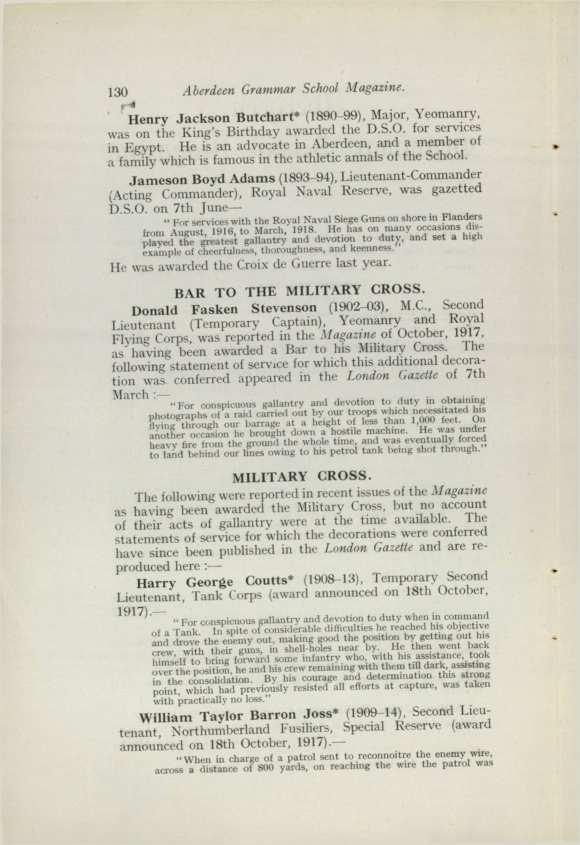 130 Aberdeen Grammar School Magazine.
Henry Jackson Butchart* (1890–99), Major, Yeomanry,
was on the King's Birthday awarded the D.S.O. for services
in Egypt. He is an advocate in Aberdeen, and a member of
a family which is famous in the athletic annals of the School.
Jameson Boyd Adams (1893–94), Lieutenant-Commander
(Acting Commander), Royal Naval Reserve, was gazetted
D.S.O. on 7th June—
"For services with the Royal Naval Siege Guns on shore in Flanders
from August, 1916, to March, 1918. He has on many occasions dis-
played the greatest gallantry and devotion to duty, and set a high
example of cheerfulness, thoroughness, and keenness."
He was awarded the Croix de Guerre last year.
BAR TO THE MILITARY CROSS.
Donald Fasken Stevenson (1902–03), M.C., Second
Lieutenant (Temporary Captain), Yeomanry and Royal
Flying Corps, was reported in the Magazine of October, 1917,
as having been awarded a Bar to his Military Cross. The
following statement of service for which this additional decora-
tion was conferred appeared in the London Gazette of 7th
March :—
"For conspicuous gallantry and devotion to duty in obtaining
photographs of a raid carried out by our troops which necessitated his
flying through our barrage at a height of less than 1,000 feet. On
another occasion he brought down a hostile machine. He was under
heavy fire from the ground the whole time, and was eventually forced
to land behind our lines owing to his petrol tank being shot through."
MILITARY CROSS.
The following were reported in recent issues of the Magazine
as having been awarded the Military Cross, but no account
of their acts of gallantry were at the time available. The
statements of service for which the decorations were conferred
have since been published in the London Gazette and are re-
produced here :—
Harry George Coutts* (1908–13), Temporary Second
Lieutenant, Tank Corps (award announced on 18th October,
1917).—
"For conspicuous gallantry and devotion to duty when in command
of a Tank. In spite of considerable difficulties he reached his objective
and drove the enemy out, making good the position by getting out his
crew, with their guns, in shell-holes near by. He then went back
himself to bring forward some infantry who, with his assistance, took
over the position, he and his crew remaining with them till dark, assisting
in the consolidation. By his courage and determination this strong
point, which had previously resisted all efforts at capture, was taken
with practically no loss."
William Taylor Barron Joss* (1909–14), Second Lieu-
tenant, Northumberland Fusiliers, Special Reserve (award
announced on 18th October, 1917).—
"When in charge of a patrol sent to reconnoitre the enemy wire,
across a distance of 800 yards, on reaching the wire the patrol was